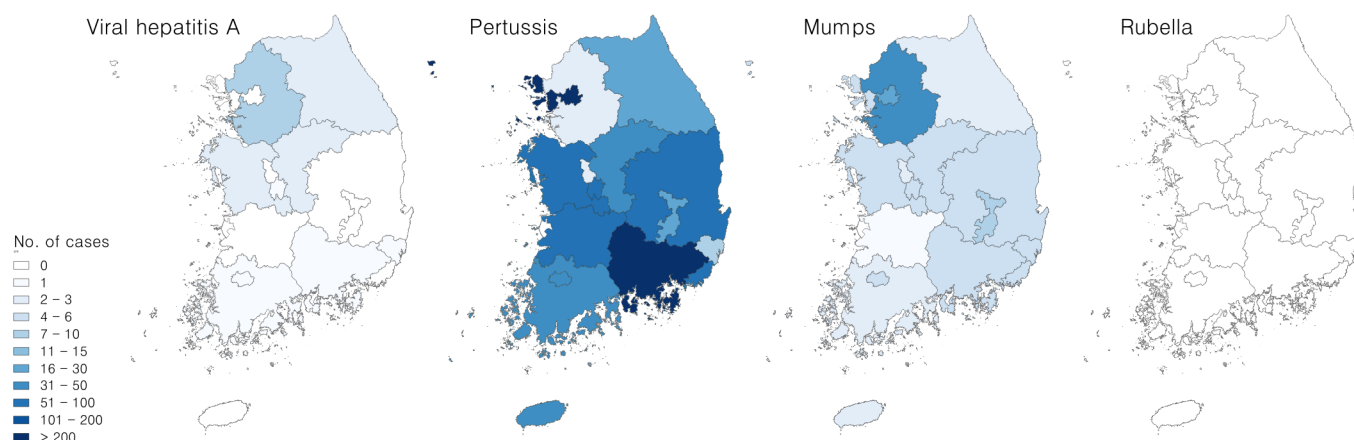 Viral hepatitis A
Pertussis
Mumps
Rubella
No. of cases
0
1
2 – 3
4 – 6
7 – 10
11 – 15
16 – 30
31 – 50
51 – 100
101 – 200
> 200